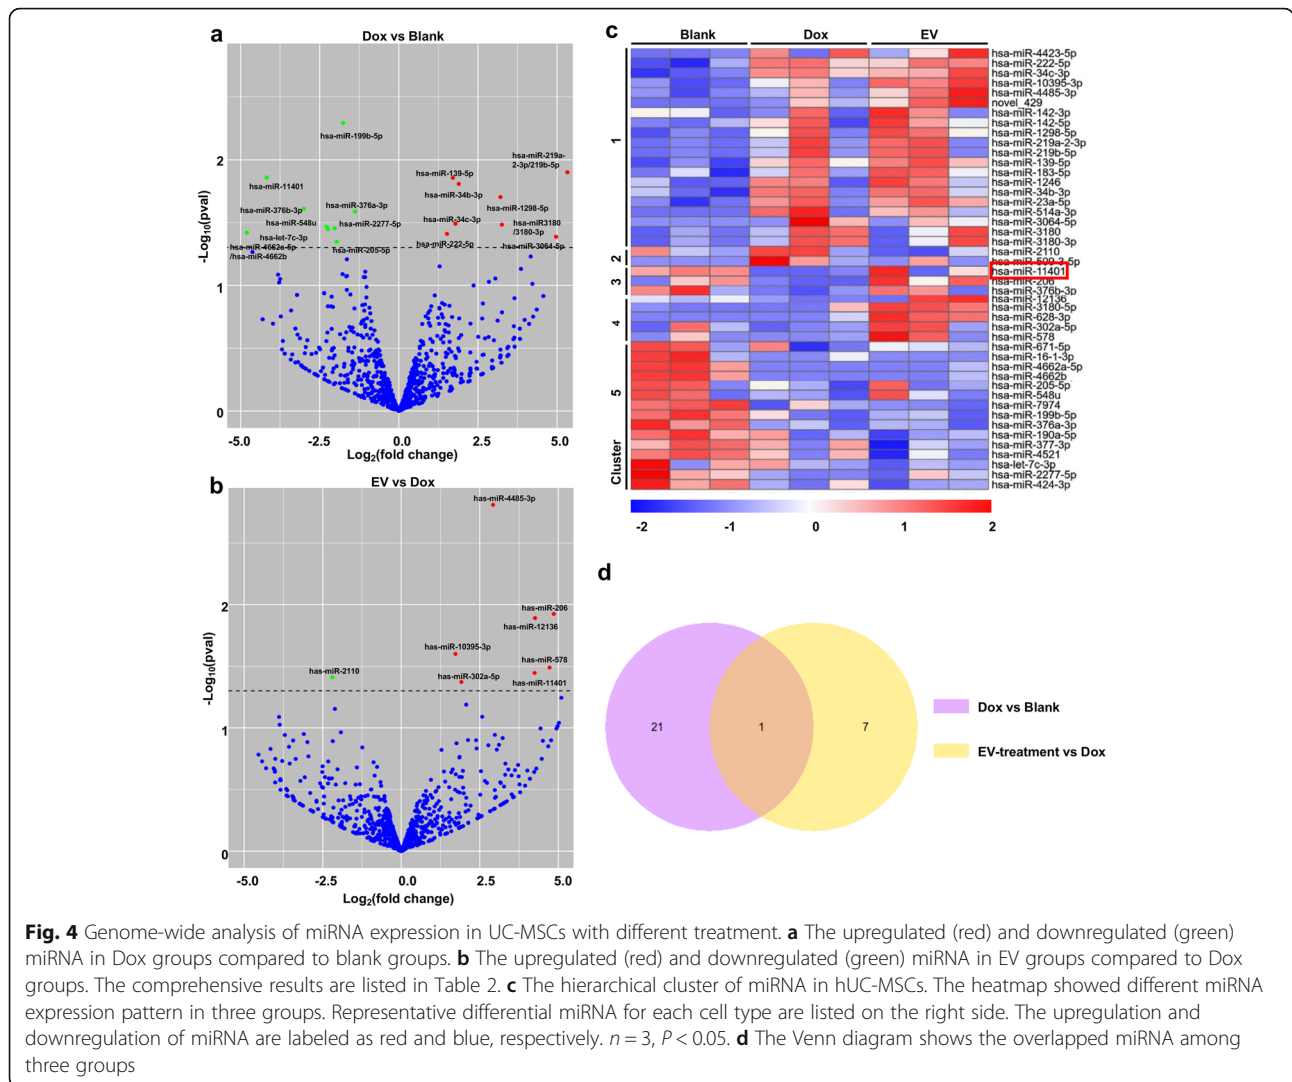 a
Dox vs Blank
-Log10(pval)
2
1
0
hsa-miR-199b-5p
hsa-miR-219a-
2-3p/219b-5p
hsa-miR-139-5p
hsa-miR-11401
hsa-miR-34b-3p
hsa-miR-376b-3p
hsa-miR-376a-3p
hsa-miR-1298-5p
hsa-miR-548u
hsa-miR-2277-5p
hsa-miR-34c-3p
hsa-miR3180
/3180-3p
hsa-let-7c-3p
hsa-miR-222-5p
hsa-miR-4662a-5p
/hsa-miR-4662b
hsa-miR-205-5p
hsa-miR-3064-5p
-5.0
-2.5
0.0
2.5
5.0
Log2(fold change)
b
EV vs Dox
-Log10(pval)
2
1
0
has-miR-4485-3p
has-miR-206
has-miR-12136
has-miR-10395-3p
has-miR-578
has-miR-2110
has-miR-302a-5p
has-miR-11401
-5.0
-2.5
0.0
2.5
5.0
Log2(fold change)
c
Blank
Dox
EV
1
2
3
4
5
Cluster
hsa-miR-4423-5p
hsa-miR-222-5p
hsa-miR-34c-3p
hsa-miR-10395-3p
hsa-miR-4485-3p
novel_429
hsa-miR-142-3p
hsa-miR-142-5p
hsa-miR-1298-5p
hsa-miR-219a-2-3p
hsa-miR-219b-5p
hsa-miR-139-5p
hsa-miR-183-5p
hsa-miR-1246
hsa-miR-34b-3p
hsa-miR-23a-5p
hsa-miR-514a-3p
hsa-miR-3064-5p
hsa-miR-3180
hsa-miR-3180-3p
hsa-miR-2110
hsa-miR-11401
hsa-miR-206
hsa-miR-376b-3p
hsa-miR-12136
hsa-miR-3180-5p
hsa-miR-628-3p
hsa-miR-302a-5p
hsa-miR-578
hsa-miR-671-5p
hsa-miR-16-1-3p
hsa-miR-4662a-5p
hsa-miR-4662b
hsa-miR-205-5p
hsa-miR-548u
hsa-miR-7974
hsa-miR-199b-5p
hsa-miR-376a-3p
hsa-miR-190a-5p
hsa-miR-377-3p
hsa-miR-4521
hsa-let-7c-3p
hsa-miR-2277-5p
hsa-miR-424-3p
-2
-1
0
1
2
d
21
1
7
Dox vs Blank
EV-treatment vs Dox
Fig. 4 Genome-wide analysis of miRNA expression in UC-MSCs with different treatment. a The upregulated (red) and downregulated (green)
miRNA in Dox groups compared to blank groups. b The upregulated (red) and downregulated (green) miRNA in EV groups compared to Dox
groups. The comprehensive results are listed in Table 2. c The hierarchical cluster of miRNA in hUC-MSCs. The heatmap showed different miRNA
expression pattern in three groups. Representative differential miRNA for each cell type are listed on the right side. The upregulation and
downregulation of miRNA are labeled as red and blue, respectively. n = 3, P < 0.05. d The Venn diagram shows the overlapped miRNA among
three groups